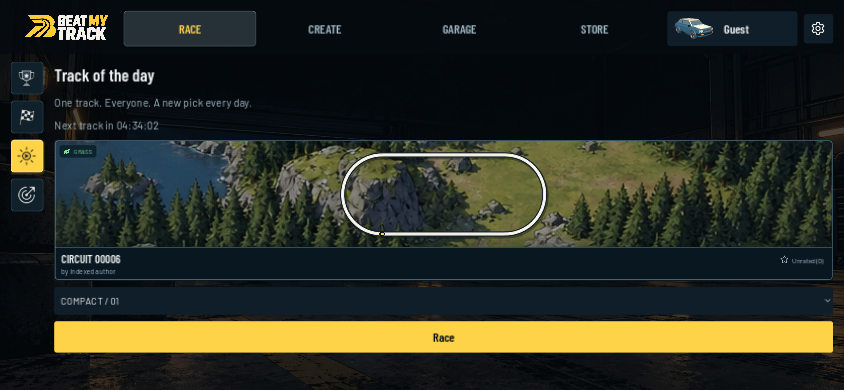 BEAT MY
TRACK
RACE
CREATE
GARAGE
STORE
Guest
Track of the day
One track. Everyone. A new pick every day.
Next track in 04:34:02
GRASS
CIRCUIT 00006
by Indexed author
Unrated (0)
COMPACT / 01
Race